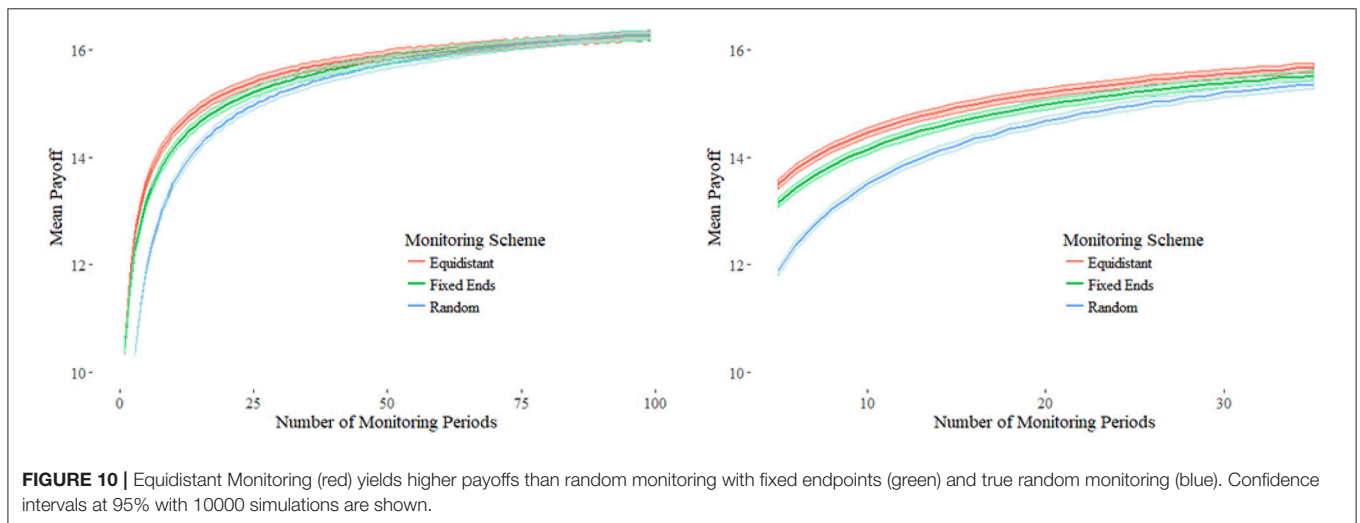 16
14
12
10
Mean Payoff
Monitoring Scheme
Equidistant
Fixed Ends
Random
0
25
50
75
100
Number of Monitoring Periods
16
14
12
10
Mean Payoff
Monitoring Scheme
Equidistant
Fixed Ends
Random
10
20
30
Number of Monitoring Periods
FIGURE 10 | Equidistant Monitoring (red) yields higher payoffs than random monitoring with fixed endpoints (green) and true random monitoring (blue). Confidence
intervals at 95% with 10000 simulations are shown.